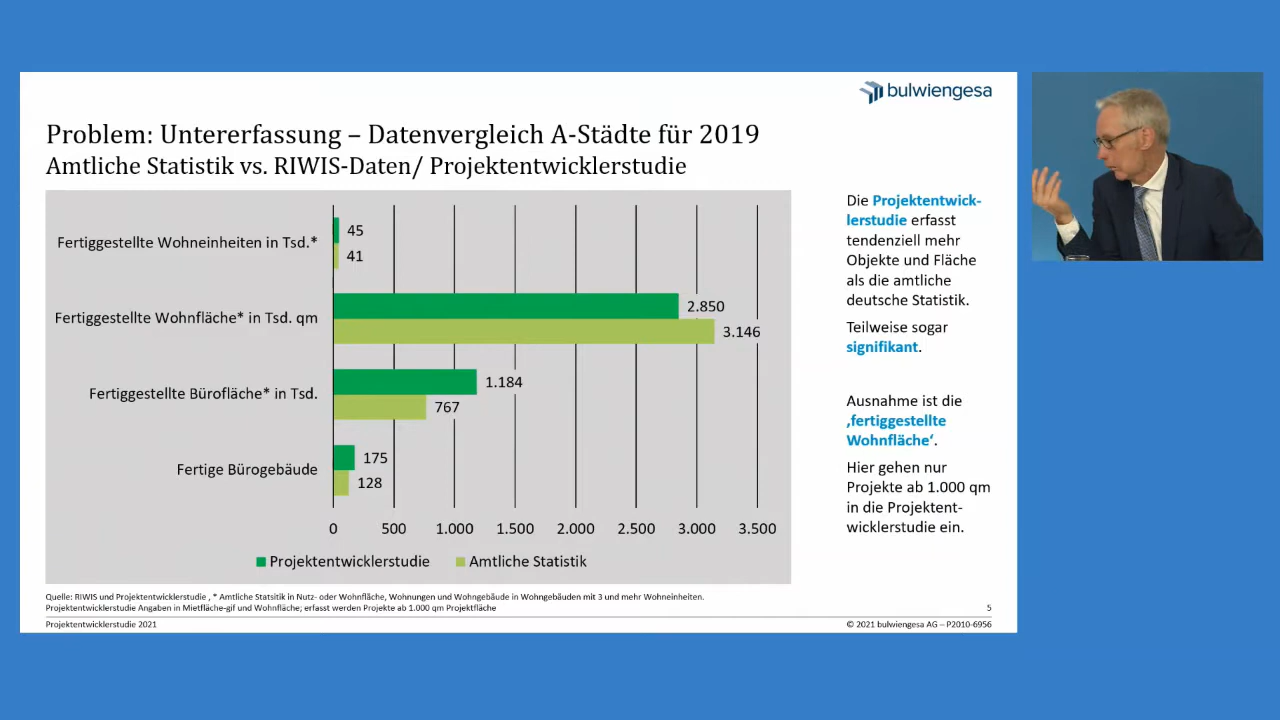 bulwiengesa
Problem: Untererfassung – Datenvergleich A-Städte für 2019
Amtliche Statistik vs. RIWIS-Daten/ Projektentwicklerstudie
Fertiggestellte Wohneinheiten in Tsd.*
45
41
Fertiggestellte Wohnfläche* in Tsd. qm
2.850
3.146
Fertiggestellte Bürofläche* in Tsd.
1.184
767
Fertige Bürogebäude
175
128
0 500 1.000 1.500 2.000 2.500 3.000 3.500
Projektentwicklerstudie Amtliche Statistik
Die Projektentwick-
lerstudie erfasst
tendenziell mehr
Objekte und Fläche
als die amtliche
deutsche Statistik.
Teilweise sogar
signifikant.
Ausnahme ist die
‚fertiggestellte
Wohnfläche‘.
Hier gehen nur
Projekte ab 1.000 qm
in die Projektent-
wicklerstudie ein.
Quelle: RIWIS und Projektentwicklerstudie , * Amtliche Statsitik in Nutz- oder Wohnfläche, Wohnungen und Wohngebäude in Wohngebäuden mit 3 und mehr Wohneinheiten.
Projektentwicklerstudie Angaben in Mietfläche-gif und Wohnfläche; erfasst werden Projekte ab 1.000 qm Projektfläche
5
Projektentwicklerstudie 2021
© 2021 bulwiengesa AG – P2010-6956